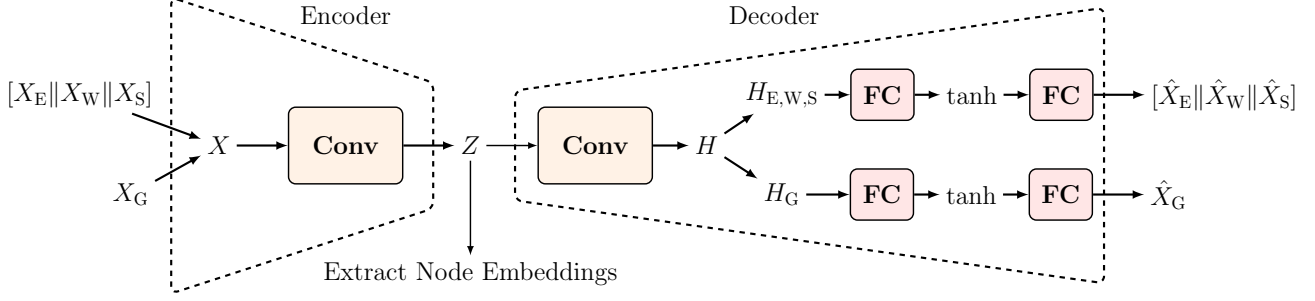 Encoder
Decoder
[X_E∥X_W∥X_S]
X_G
X
Conv
Z
Conv
H
H_{E,W,S}
FC
tanh
FC
[X̂_E∥X̂_W∥X̂_S]
H_G
FC
tanh
FC
X̂_G
Extract Node Embeddings